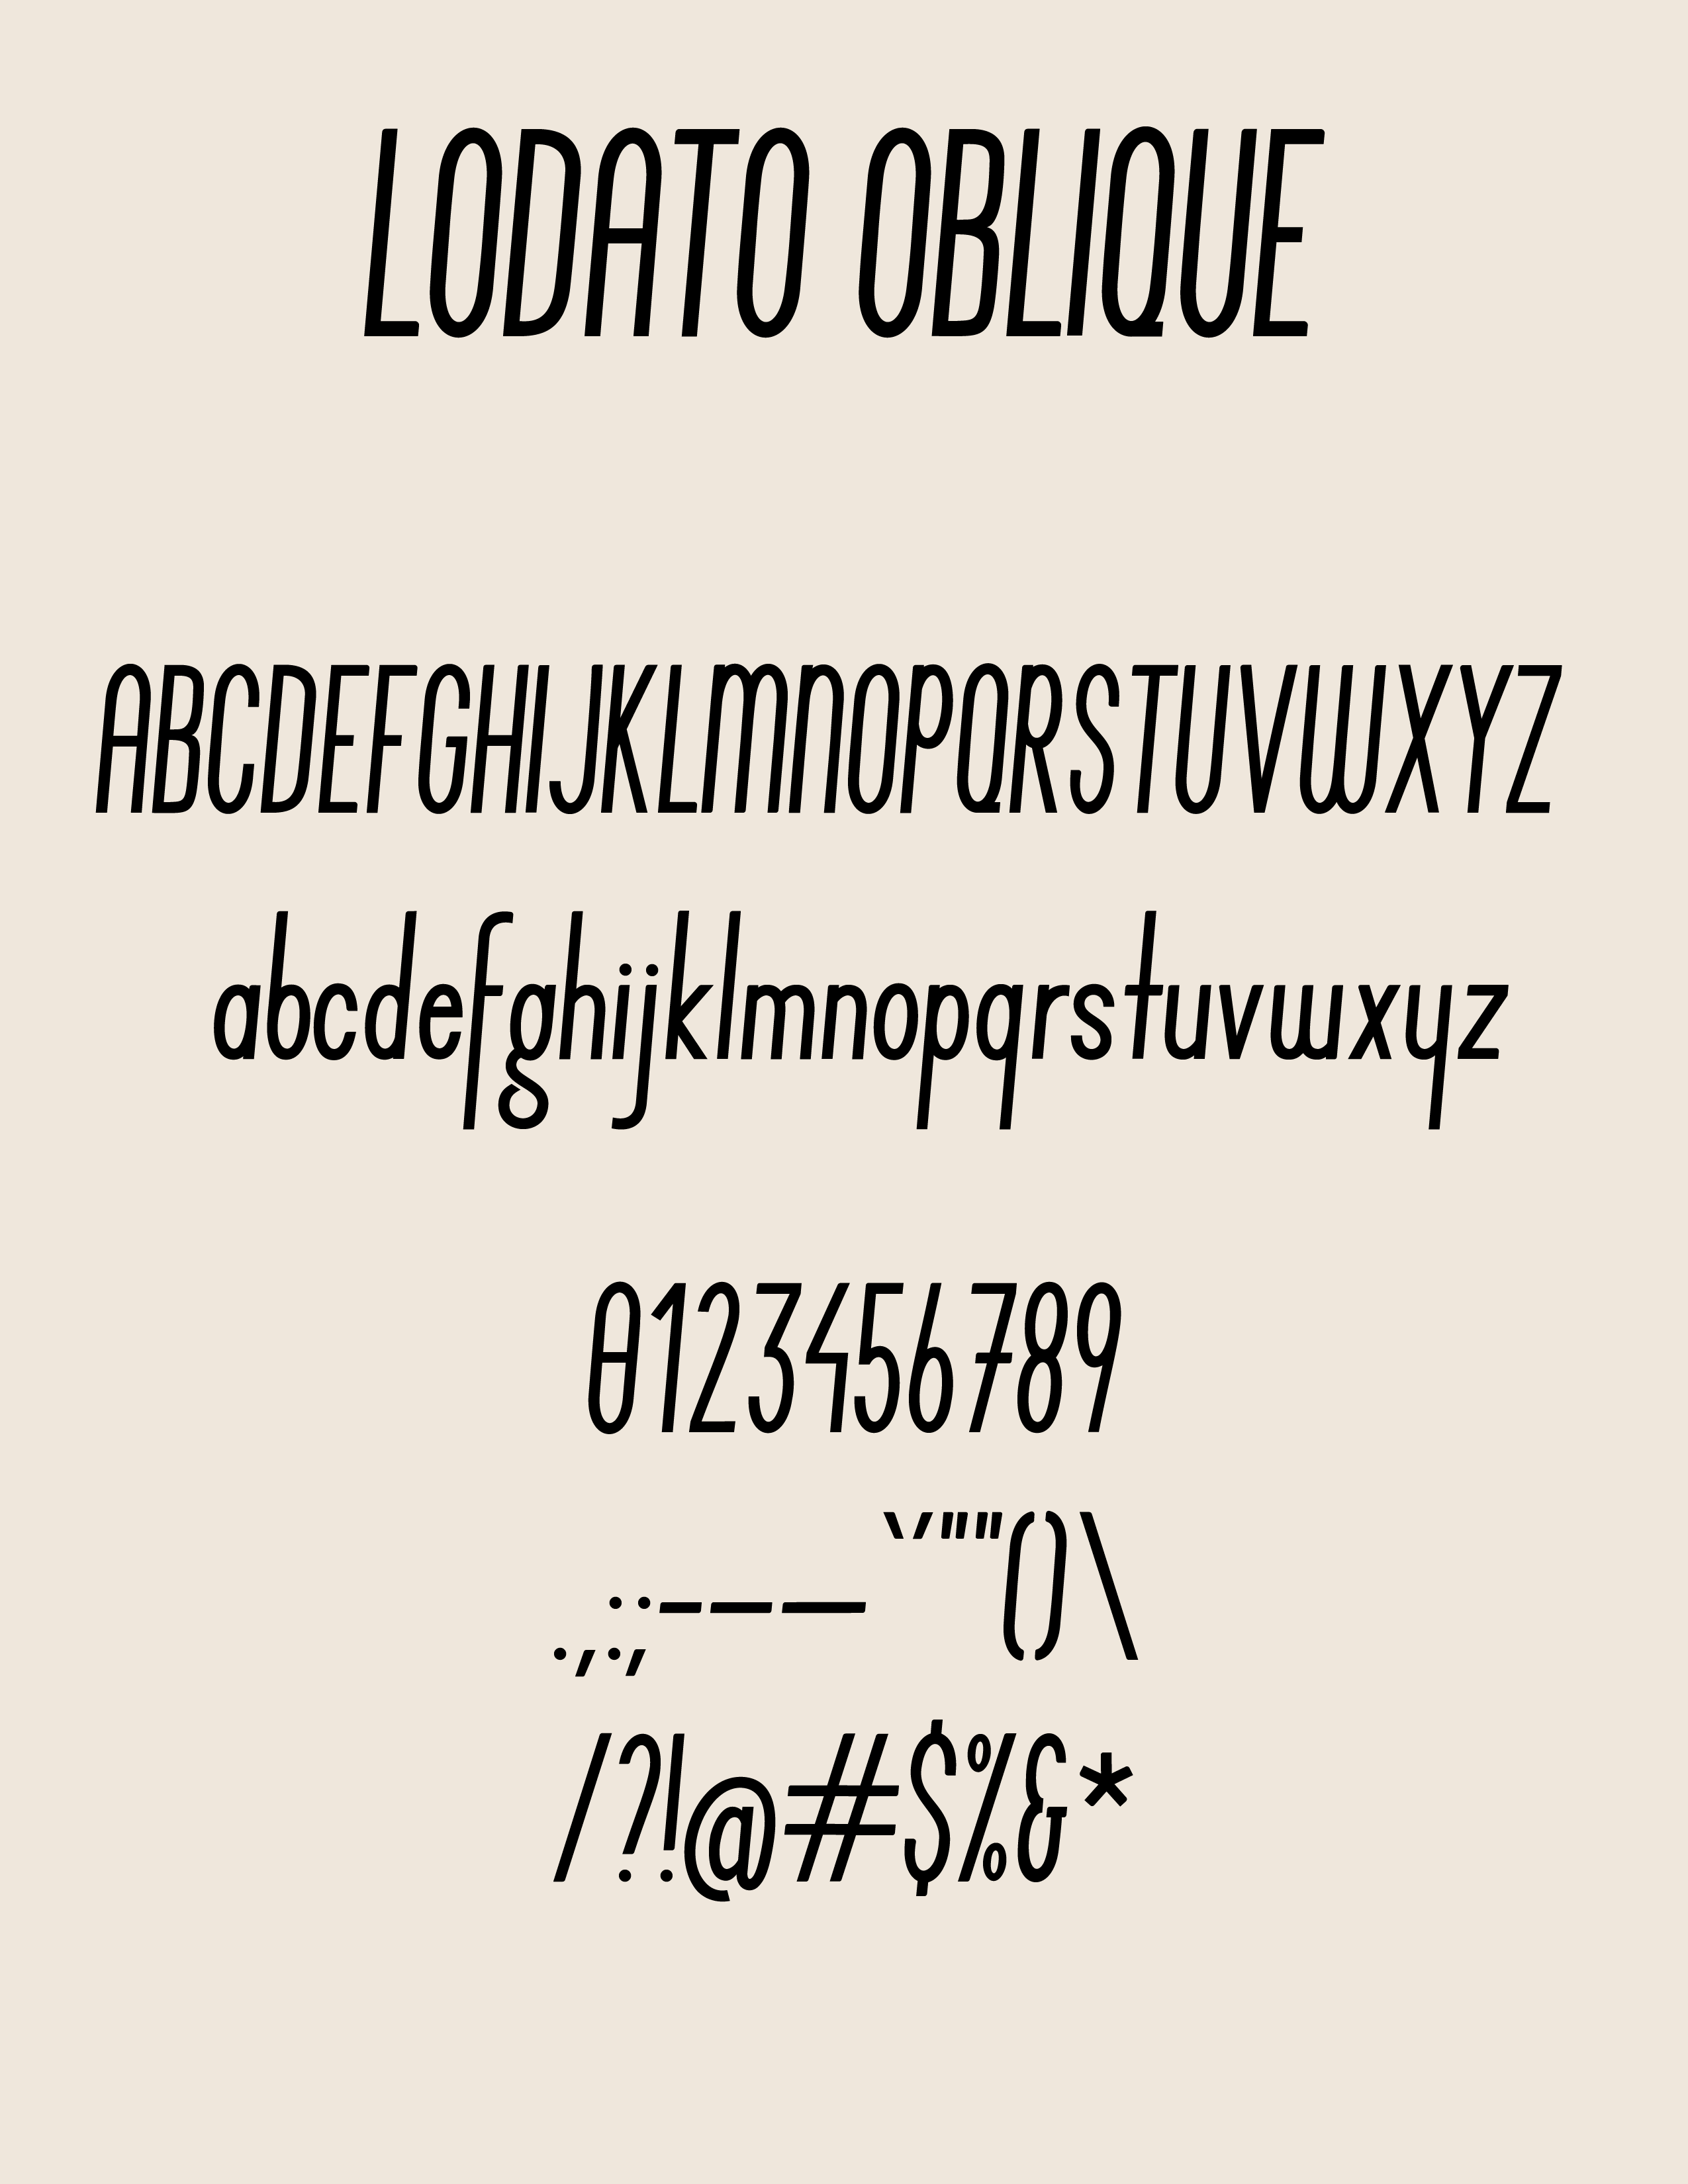 LODATO OBLIQUE
ABCDEFGHIJKLMNOPQRSTUVWXYZ
abcdefghijklmnopqrstuvwxyz
0123456789
.,:;-–—‘’""()\
/?!@#$%&*